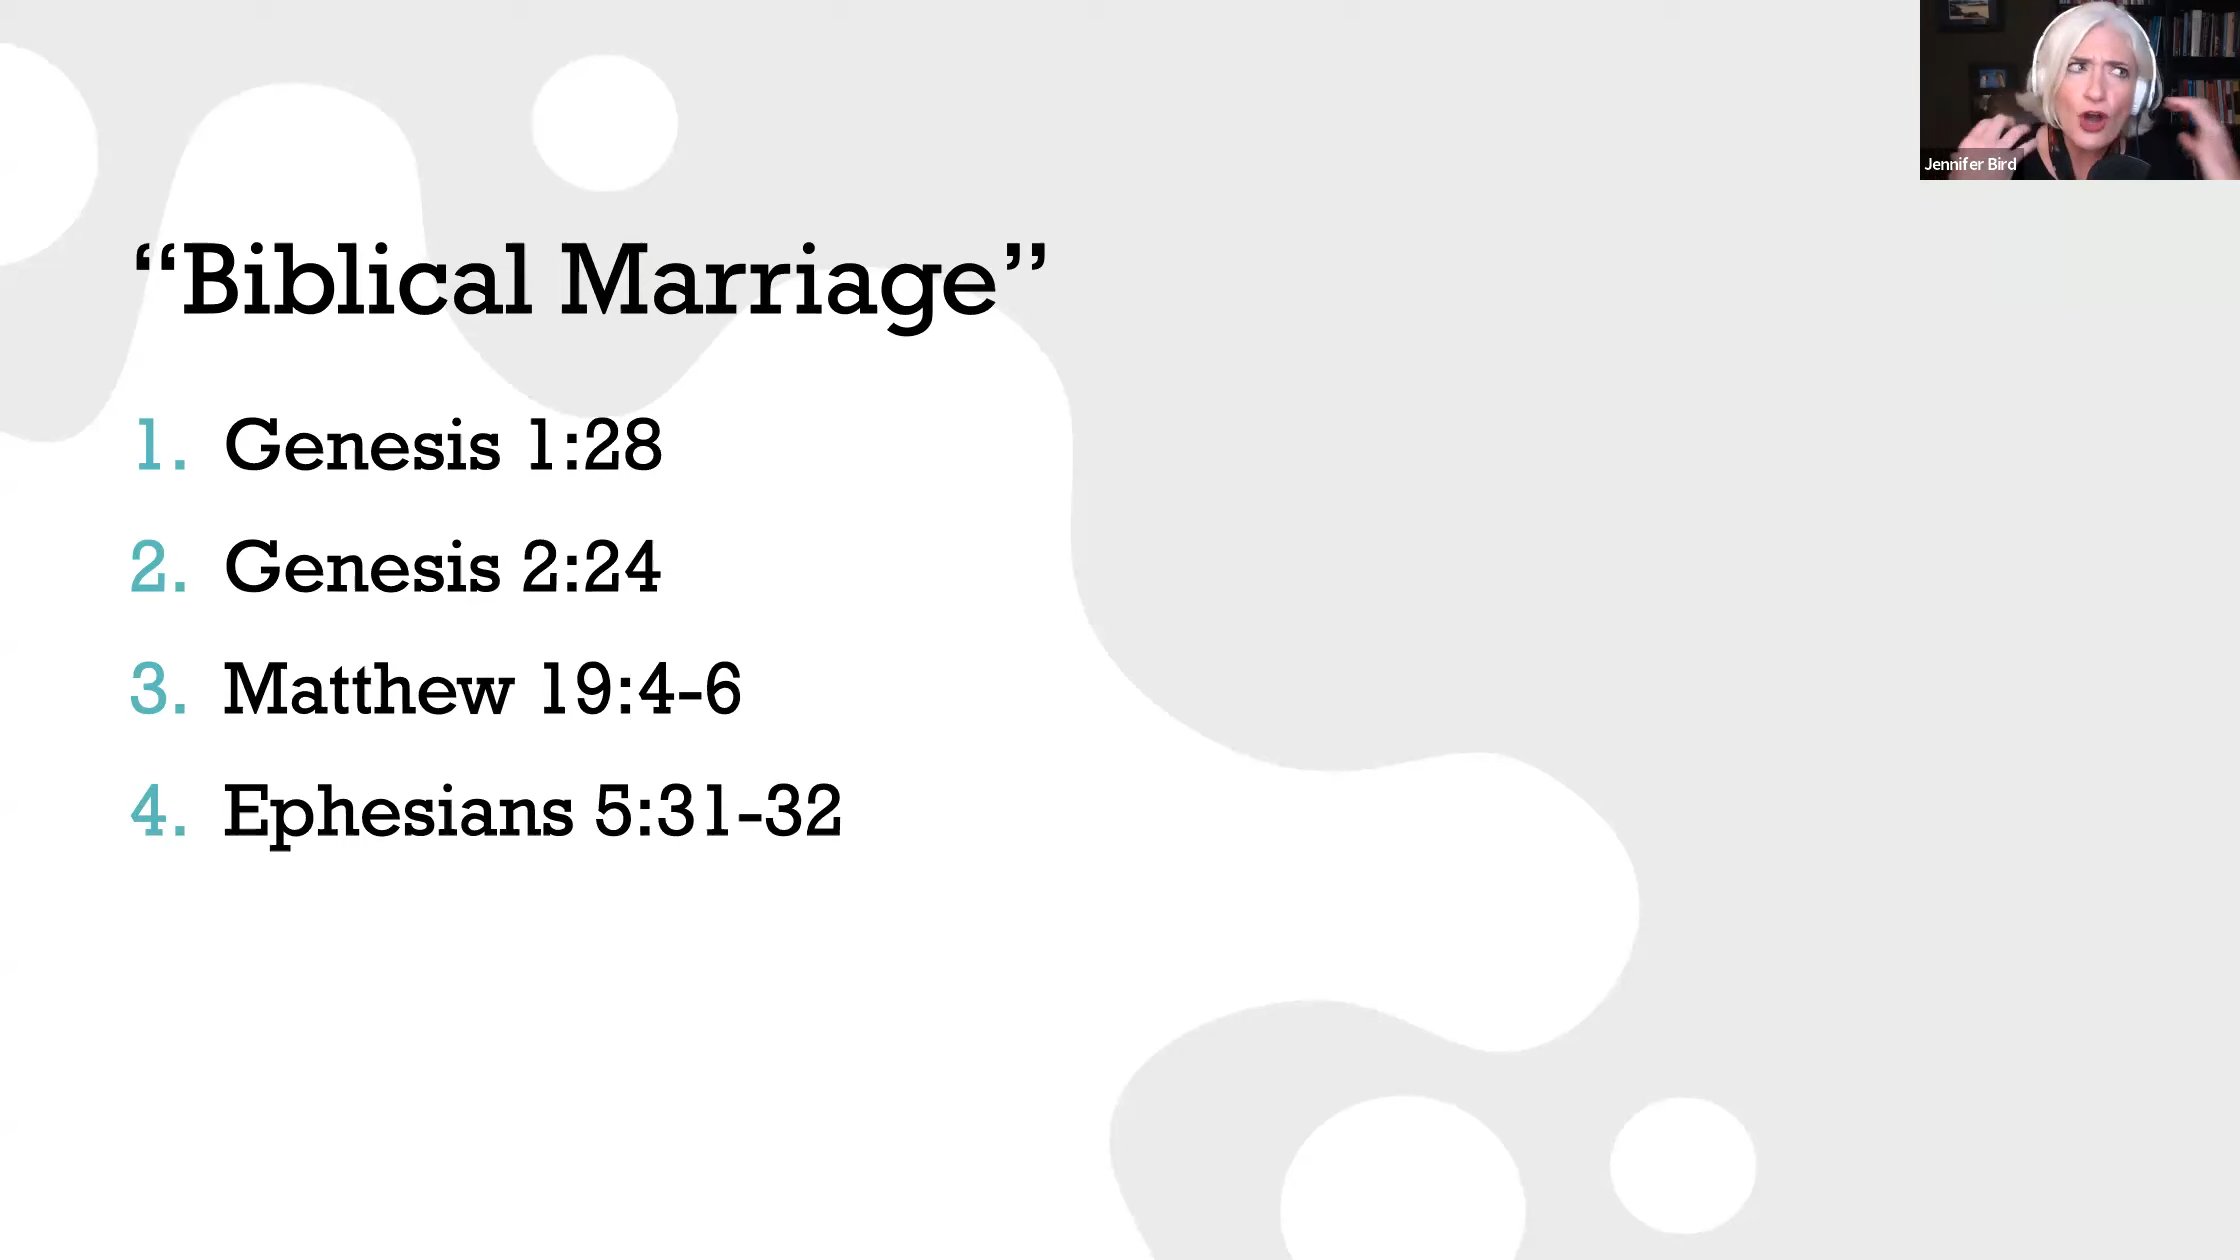 Jennifer Bird
“Biblical Marriage”
1. Genesis 1:28
2. Genesis 2:24
3. Matthew 19:4-6
4. Ephesians 5:31-32